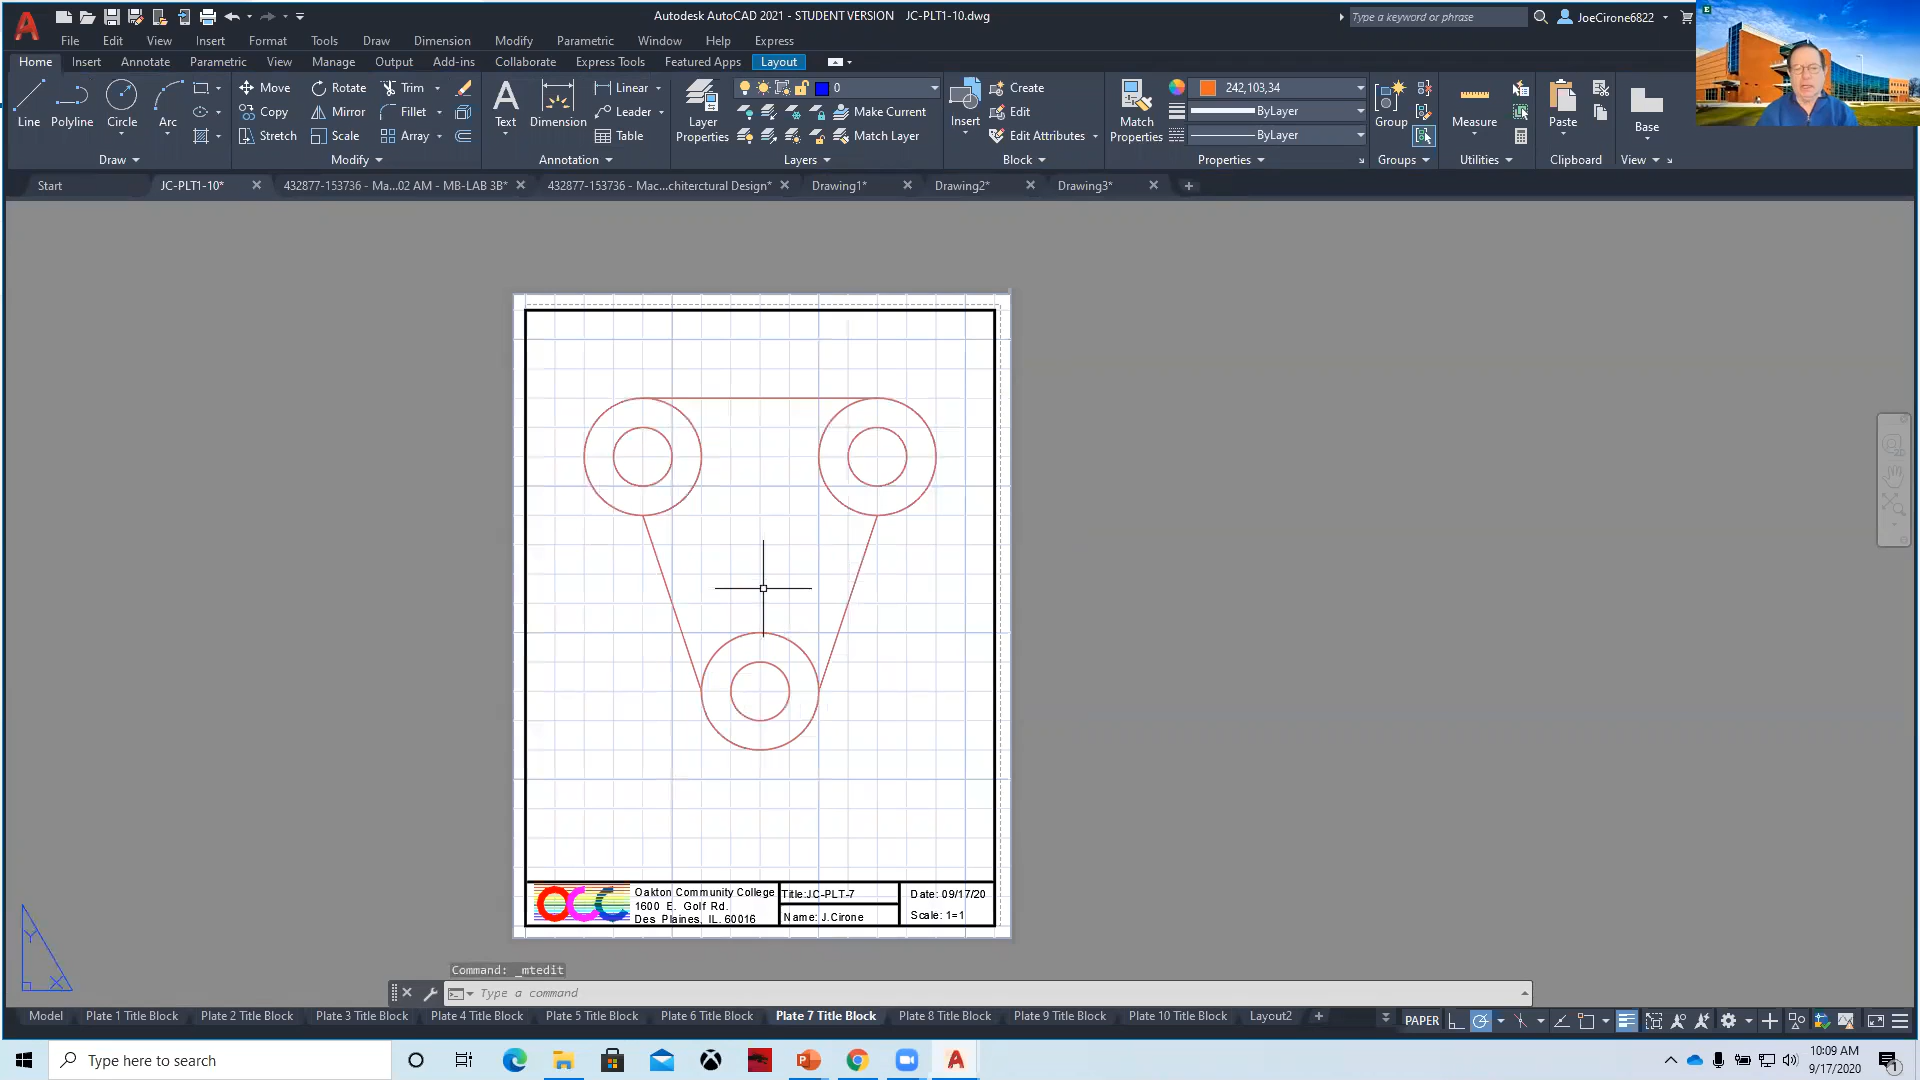 Autodesk AutoCAD 2021 - STUDENT VERSION JC-PLT1-10.dwg
Type a keyword or phrase
JoeCirone6822
File Edit View Insert Format Tools Draw Dimension Modify Parametric Window Help Express
Home Insert Annotate Parametric View Manage Output Add-ins Collaborate Express Tools Featured Apps Layout
Line Polyline Circle Arc
Move Rotate Trim
Copy Mirror Fillet
Stretch Scale Array
Text Dimension
Linear
Leader
Table
Layer Properties
0
Make Current
Match Layer
Insert
Create
Edit
Edit Attributes
Match Properties
242,103,34
ByLayer
ByLayer
Group
Measure
Paste
Base
Draw Modify Annotation Layers Block Properties Groups Utilities Clipboard View
Start JC-PLT1-10* 432877-153736 - Ma...02 AM - MB-LAB 3B* 432877-153736 - Mac...chiterctural Design* Drawing1* Drawing2* Drawing3*
OCC
Oakton Community College
1600 E. Golf Rd.
Des Plaines, IL. 60016
Title:JC-PLT-7
Name: J.Cirone
Date: 09/17/20
Scale: 1=1
Y
X
Command: _mtedit
Type a command
Model Plate 1 Title Block Plate 2 Title Block Plate 3 Title Block Plate 4 Title Block Plate 5 Title Block Plate 6 Title Block Plate 7 Title Block Plate 8 Title Block Plate 9 Title Block Plate 10 Title Block Layout2
PAPER
Type here to search
10:09 AM
9/17/2020